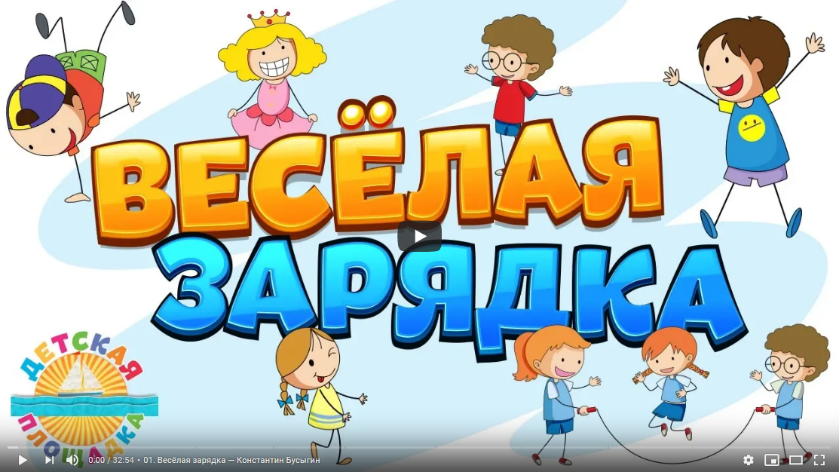 ВЕСЁЛАЯ
ЗАРЯДКА
ДЕТСКАЯ
ПЛОЩАДКА
0:00 / 32:54 • 01. Весёлая зарядка — Константин Бусыгин